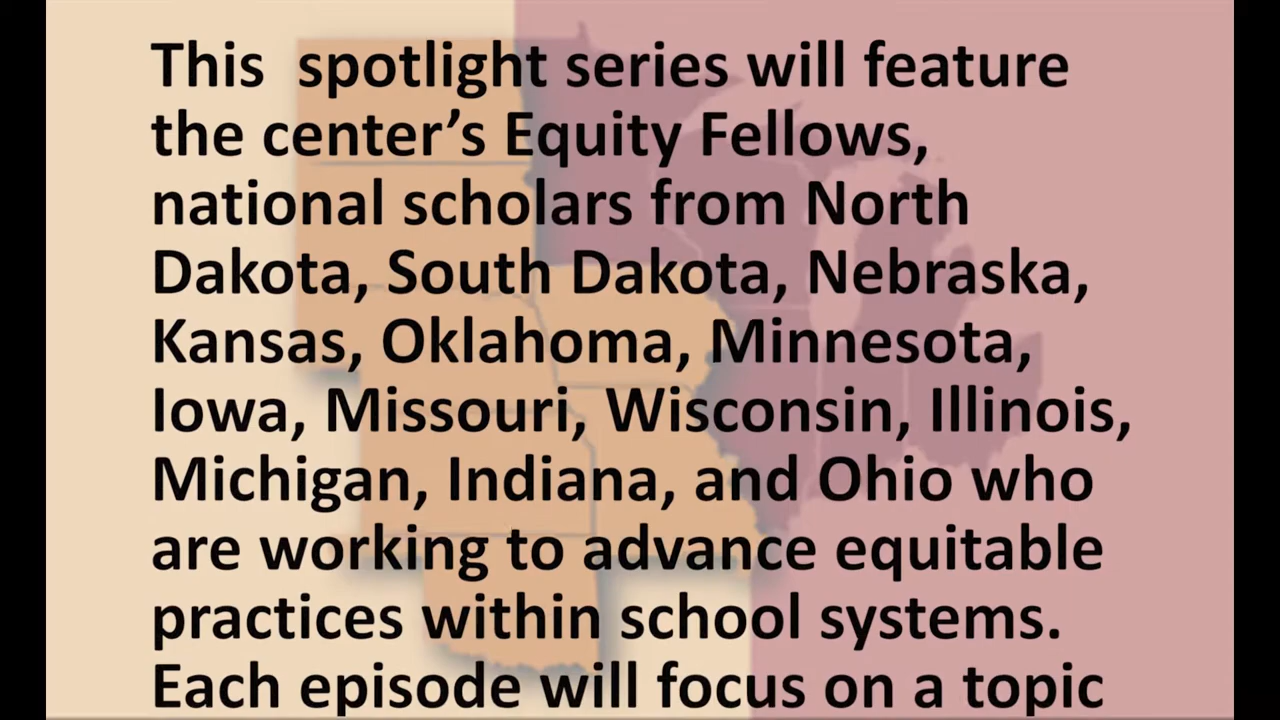 This  spotlight series will feature
the center’s Equity Fellows,
national scholars from North
Dakota, South Dakota, Nebraska,
Kansas, Oklahoma, Minnesota,
Iowa, Missouri, Wisconsin, Illinois,
Michigan, Indiana, and Ohio who
are working to advance equitable
practices within school systems.
Each episode will focus on a topic